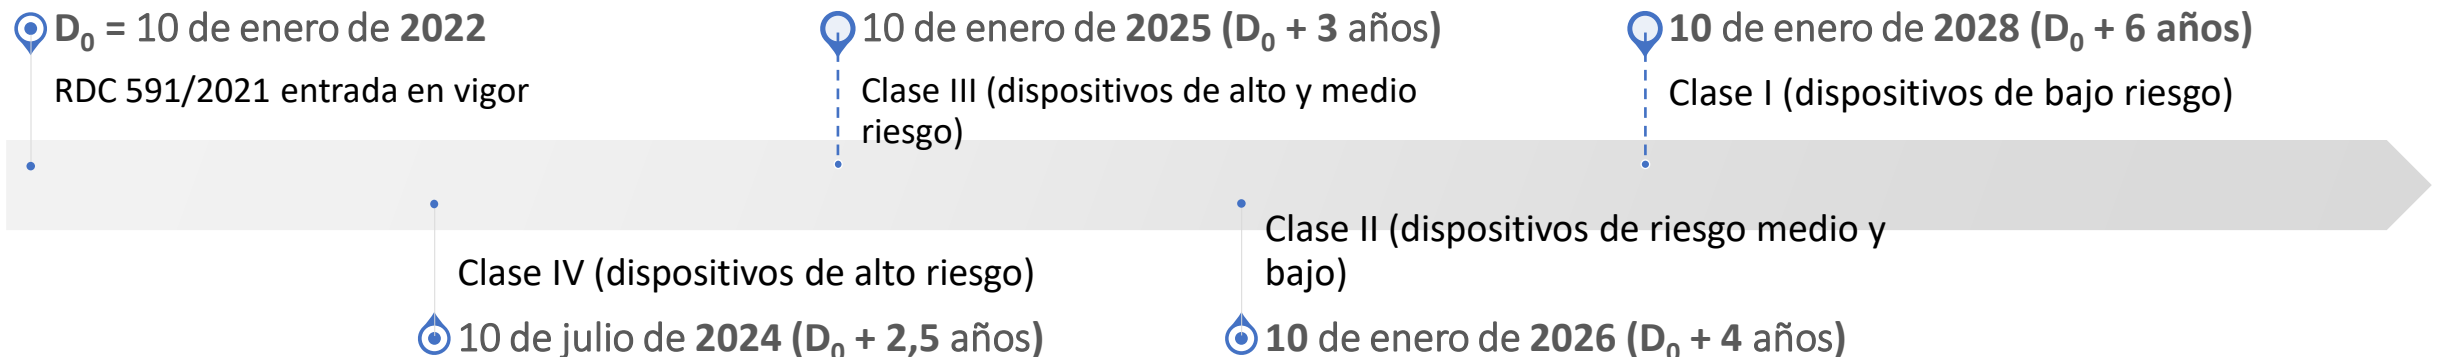 D₀ = 10 de enero de 2022
RDC 591/2021 entrada en vigor
10 de enero de 2025 (D₀ + 3 años)
Clase III (dispositivos de alto y medio
riesgo)
10 de enero de 2028 (D₀ + 6 años)
Clase I (dispositivos de bajo riesgo)
Clase IV (dispositivos de alto riesgo)
10 de julio de 2024 (D₀ + 2,5 años)
Clase II (dispositivos de riesgo medio y
bajo)
10 de enero de 2026 (D₀ + 4 años)